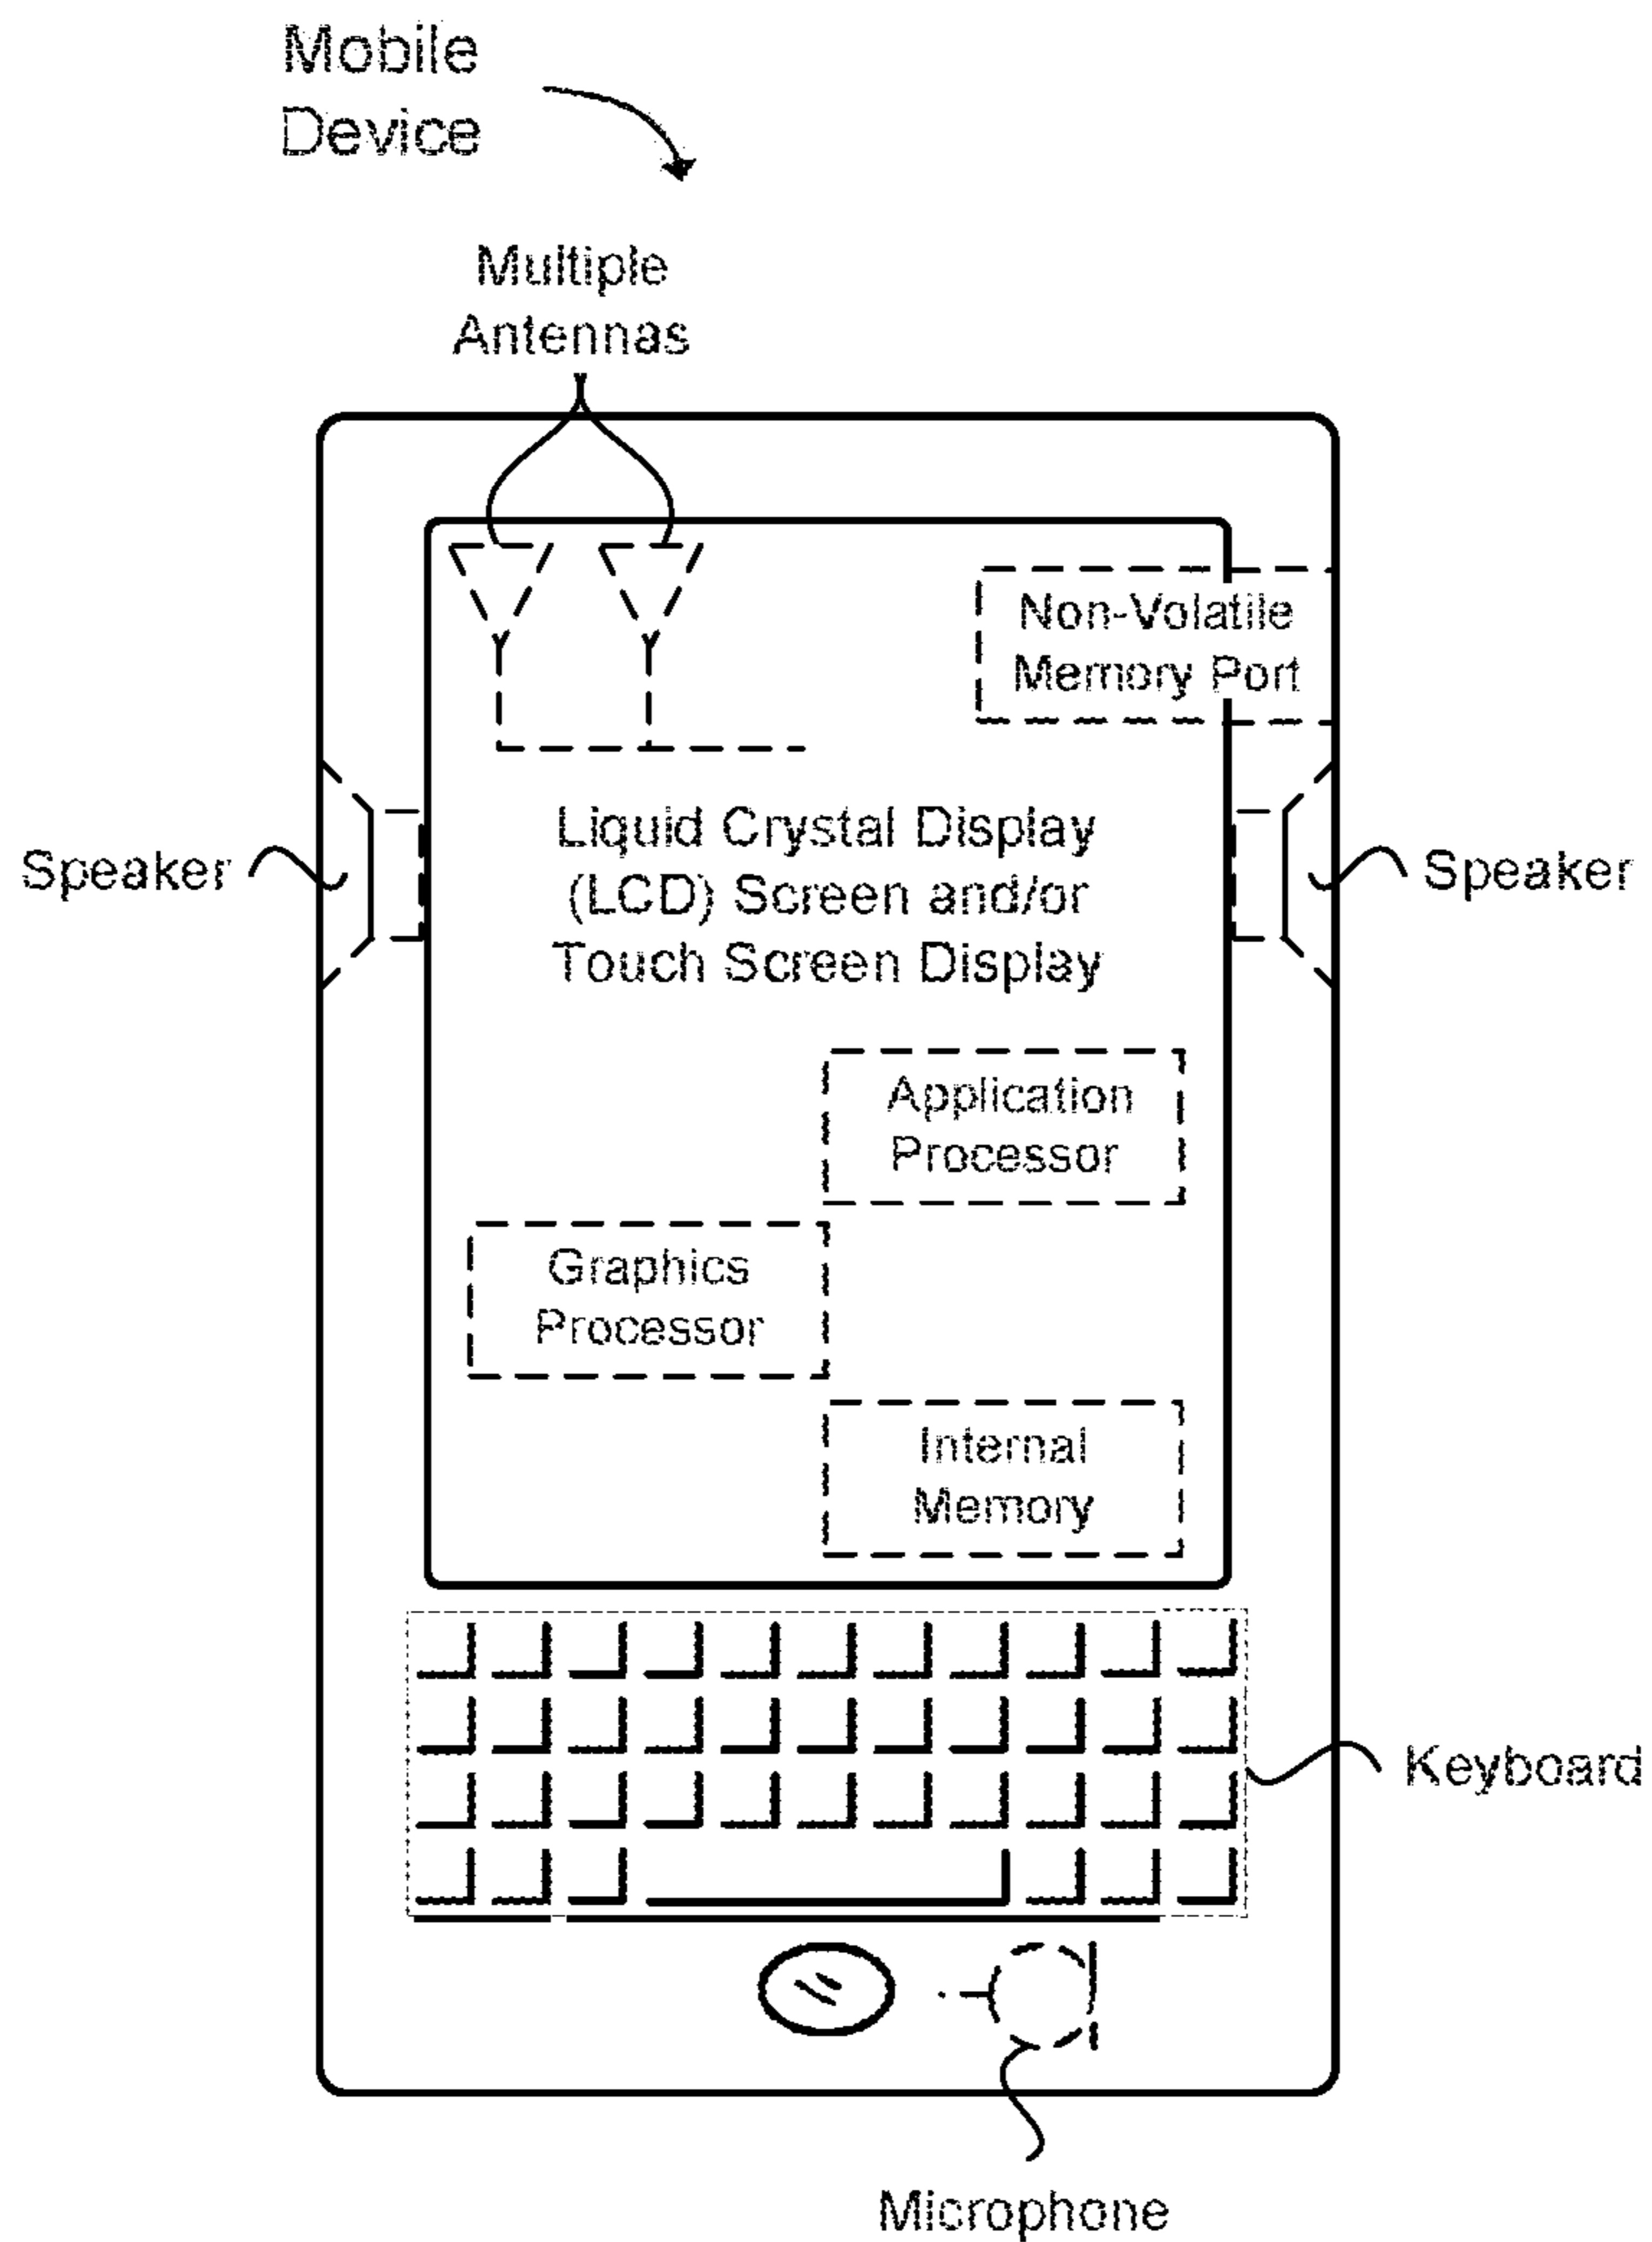 Mobile
Device
Multiple
Antennas
Non-Volatile
Memory Port
Liquid Crystal Display
(LCD) Screen and/or
Touch Screen Display
Speaker
Speaker
Application
Processor
Graphics
Processor
Internal
Memory
Keyboard
Microphone